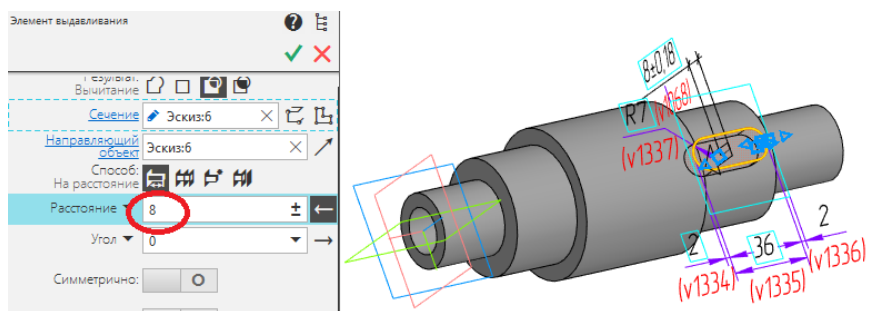 Элемент выдавливания
Результат:
Вычитание
Сечение
Эскиз:6
Направляющий
объект
Эскиз:6
Способ:
На расстояние
Расстояние
8
Угол
0
Симметрично:
8±0,18
(v1268)
R7
(v1337)
2
36
2
(v1334)
(v1335)
(v1336)